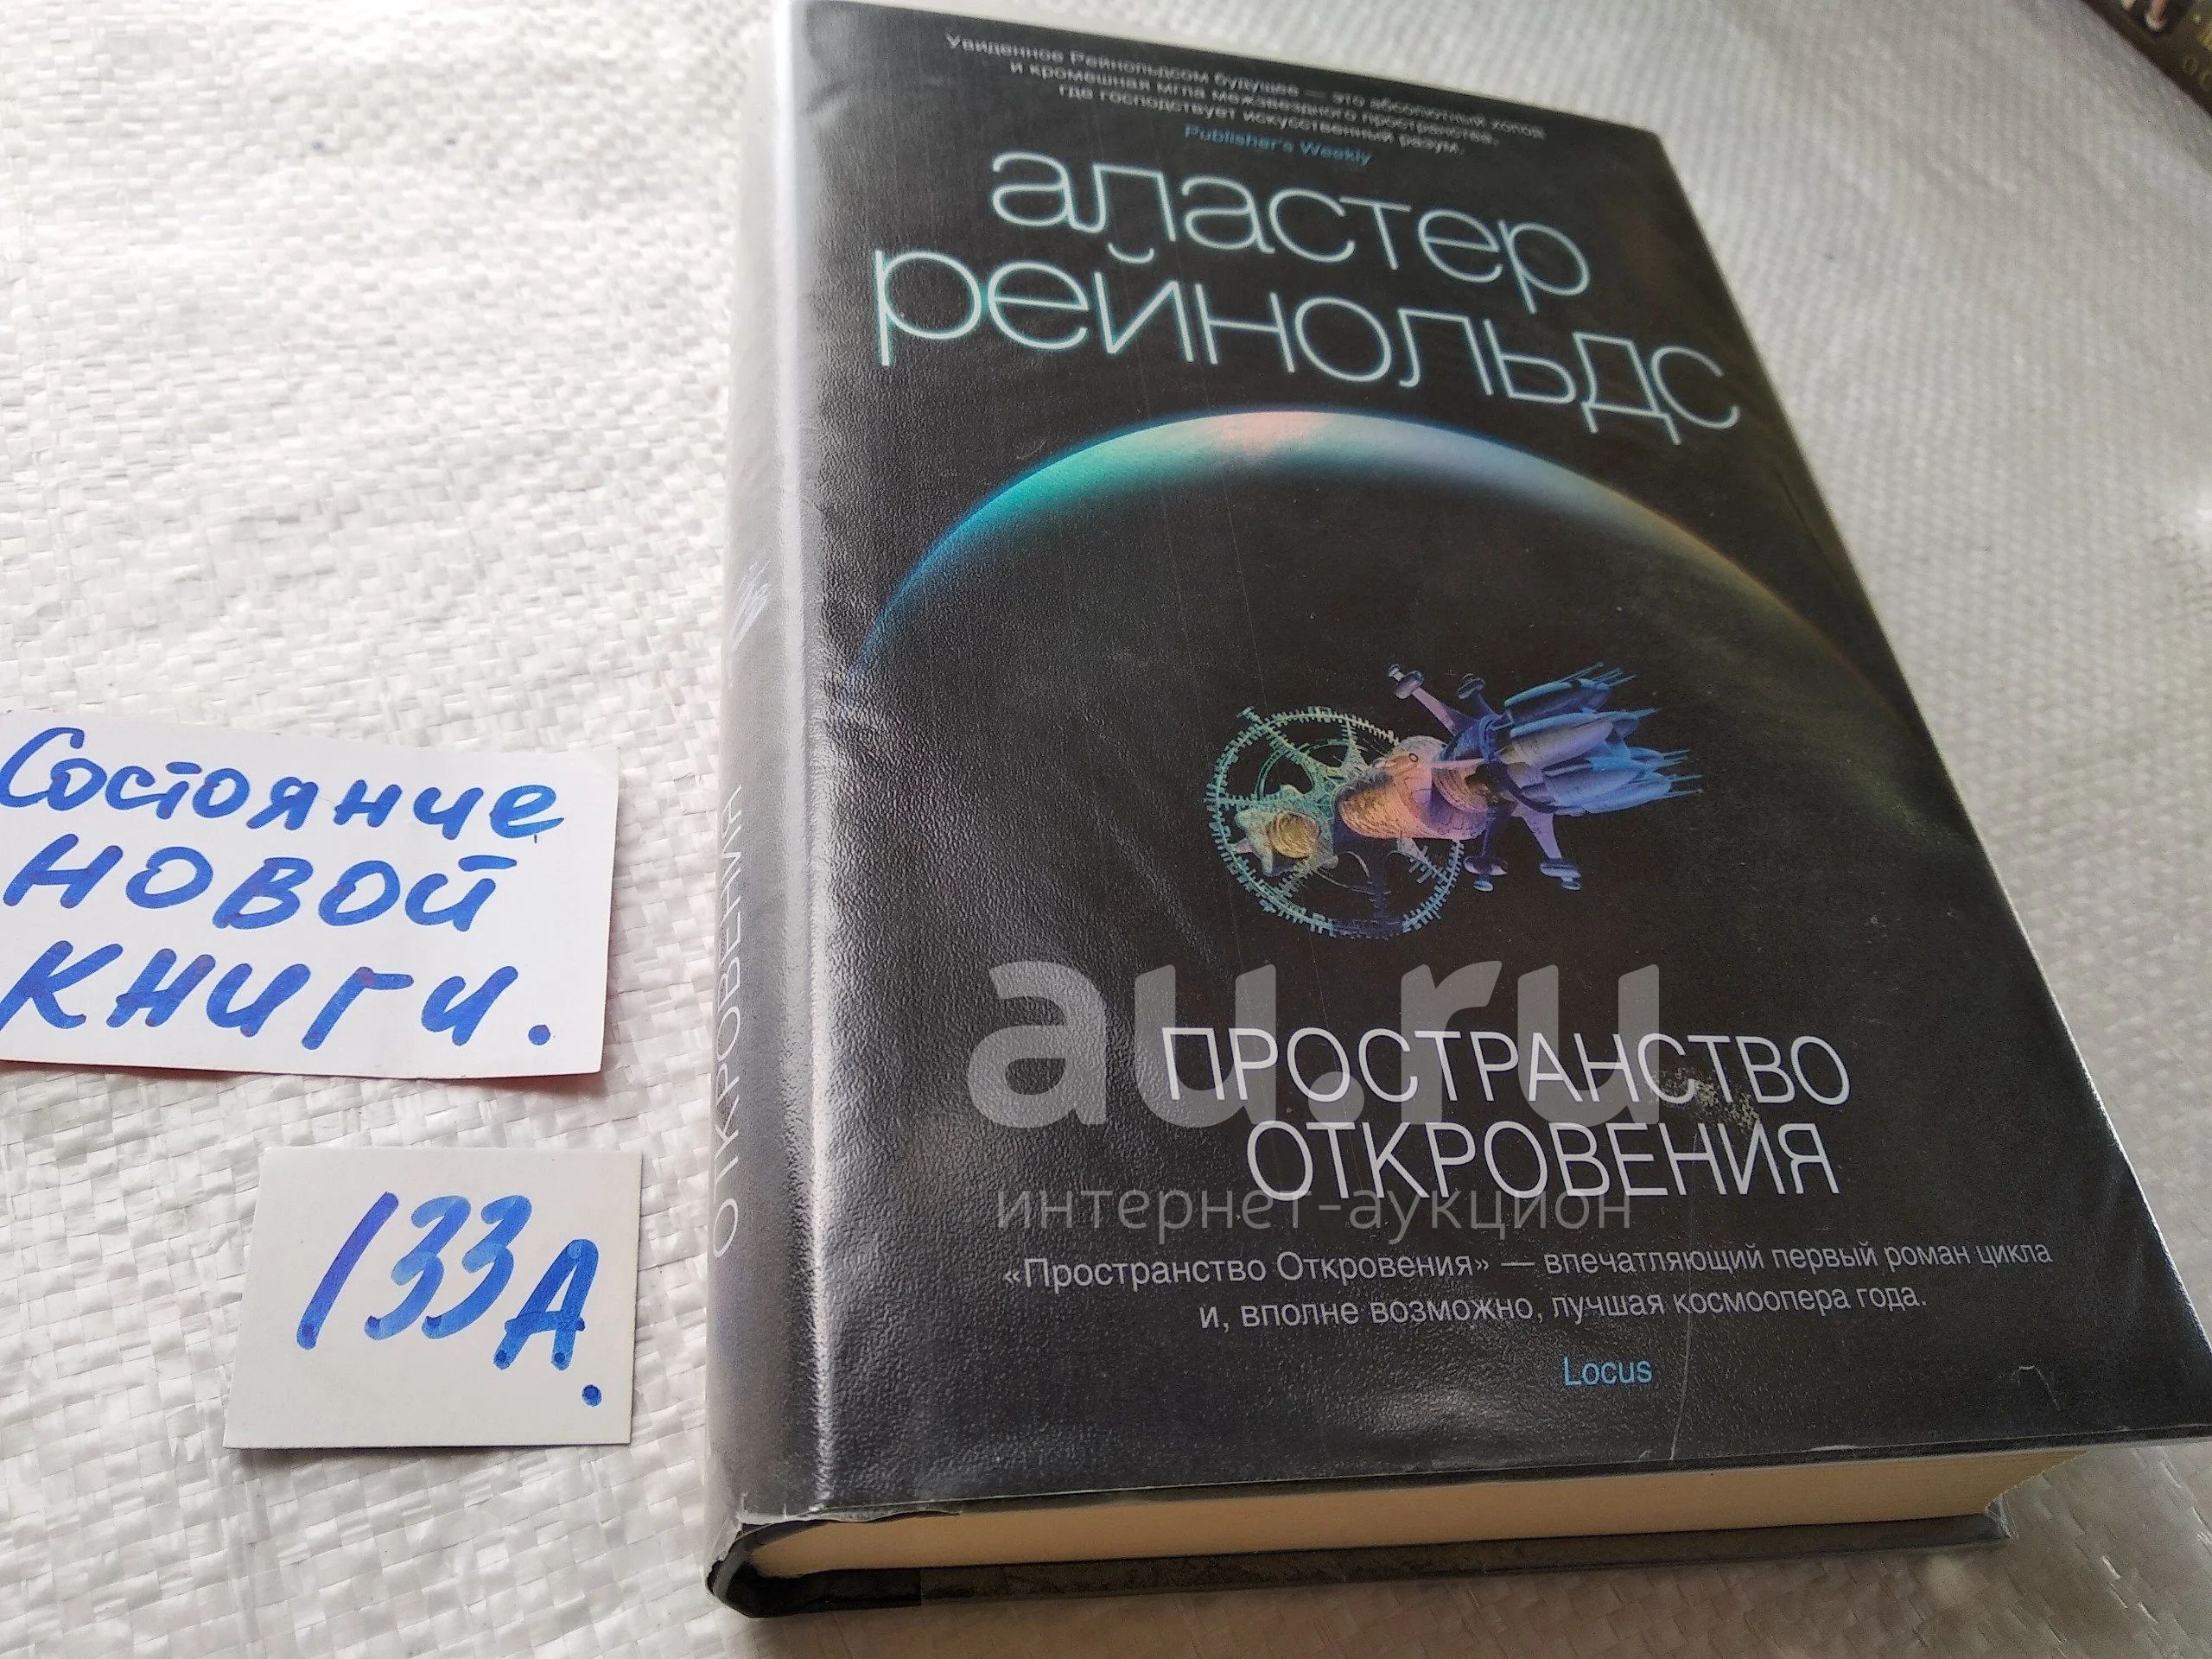 Увиденное Рейнольдсом будущее — это абсолютный холод
и кромешная мгла межзвездного пространства,
где господствует искусственный разум.
Publisher's Weekly
аластер
рейнольдс
ПРОСТРАНСТВО
ОТКРОВЕНИЯ
«Пространство Откровения» — впечатляющий первый роман цикла
и, вполне возможно, лучшая космоопера года.
Locus
ОТКРОВЕНИЯ
Состояние
новой
книги.
133А.
au.ru
интернет-аукцион